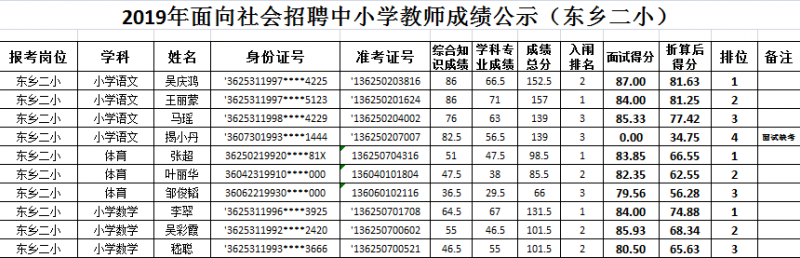 2019年面向社会招聘中小学教师成绩公示（东乡二小）
报考岗位 学科 姓名 身份证号 准考证号 综合知识成绩 学科专业成绩 成绩总分 入闱排名 面试得分 折算后得分 排位 备注
东乡二小 小学语文 吴庆鸿 '3625311997****4225 '136250203816 86 66.5 152.5 2 87.00 81.63 1
东乡二小 小学语文 王丽蒙 '3625311997****5123 '136250201624 86 71 157 1 84.00 81.25 2
东乡二小 小学语文 马瑶 '3625311998****4229 '136250204002 76 63 139 3 85.33 77.42 3
东乡二小 小学语文 揭小丹 '3607301993****1444 '136250207007 82.5 56.5 139 3 0.00 34.75 4 面试缺考
东乡二小 体育 张超 36250219920****81X '136250704316 51 47.5 98.5 1 83.85 66.55 1
东乡二小 体育 叶丽华 36042319910****000 '136040101804 47.5 38 85.5 2 82.35 62.55 2
东乡二小 体育 邹俊韬 36062219930****000 '136060102116 36.5 29.5 66 3 79.56 56.28 3
东乡二小 小学数学 李翠 '3625311996****3925 '136250701708 64.5 67 131.5 1 84.00 74.88 1
东乡二小 小学数学 吴彩霞 '3625311992****2420 '136250700602 55 46.5 101.5 2 85.93 68.34 2
东乡二小 小学数学 嵇聪 '3625311993****3666 '136250700521 46.5 55 101.5 2 80.50 65.63 3